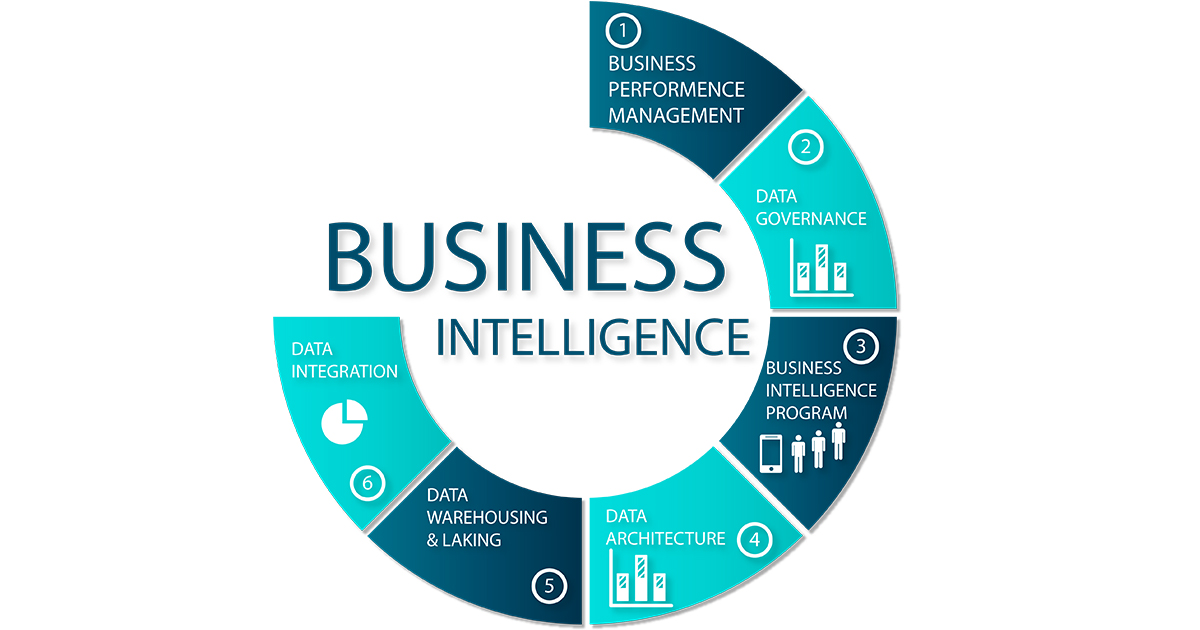 BUSINESS
INTELLIGENCE
1
BUSINESS
PERFORMENCE
MANAGEMENT
2
DATA
GOVERNANCE
3
BUSINESS
INTELLIGENCE
PROGRAM
DATA
ARCHITECTURE
4
DATA
WAREHOUSING
& LAKING
5
DATA
INTEGRATION
6